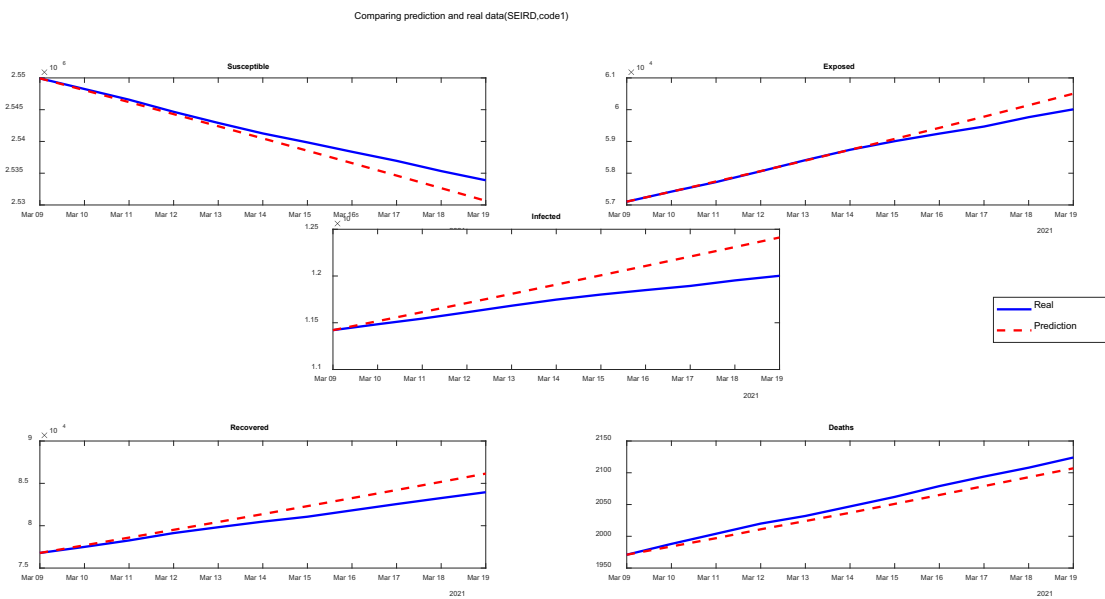 Comparing prediction and real data(SEIRD,code1)
Susceptible
× 10 6
2.55
2.545
2.54
2.535
2.53
Mar 09 Mar 10 Mar 11 Mar 12 Mar 13 Mar 14 Mar 15 Mar 16s Mar 17 Mar 18 Mar 19
Exposed
× 10 4
6.1
6
5.9
5.8
5.7
Mar 09 Mar 10 Mar 11 Mar 12 Mar 13 Mar 14 Mar 15 Mar 16 Mar 17 Mar 18 Mar 19
2021
Infected
× 10
1.25
1.2
1.15
1.1
Mar 09 Mar 10 Mar 11 Mar 12 Mar 13 Mar 14 Mar 15 Mar 16 Mar 17 Mar 18 Mar 19
2021
Real
Prediction
Recovered
× 10 4
9
8.5
8
7.5
Mar 09 Mar 10 Mar 11 Mar 12 Mar 13 Mar 14 Mar 15 Mar 16 Mar 17 Mar 18 Mar 19
2021
Deaths
2150
2100
2050
2000
1950
Mar 09 Mar 10 Mar 11 Mar 12 Mar 13 Mar 14 Mar 15 Mar 16 Mar 17 Mar 18 Mar 19
2021